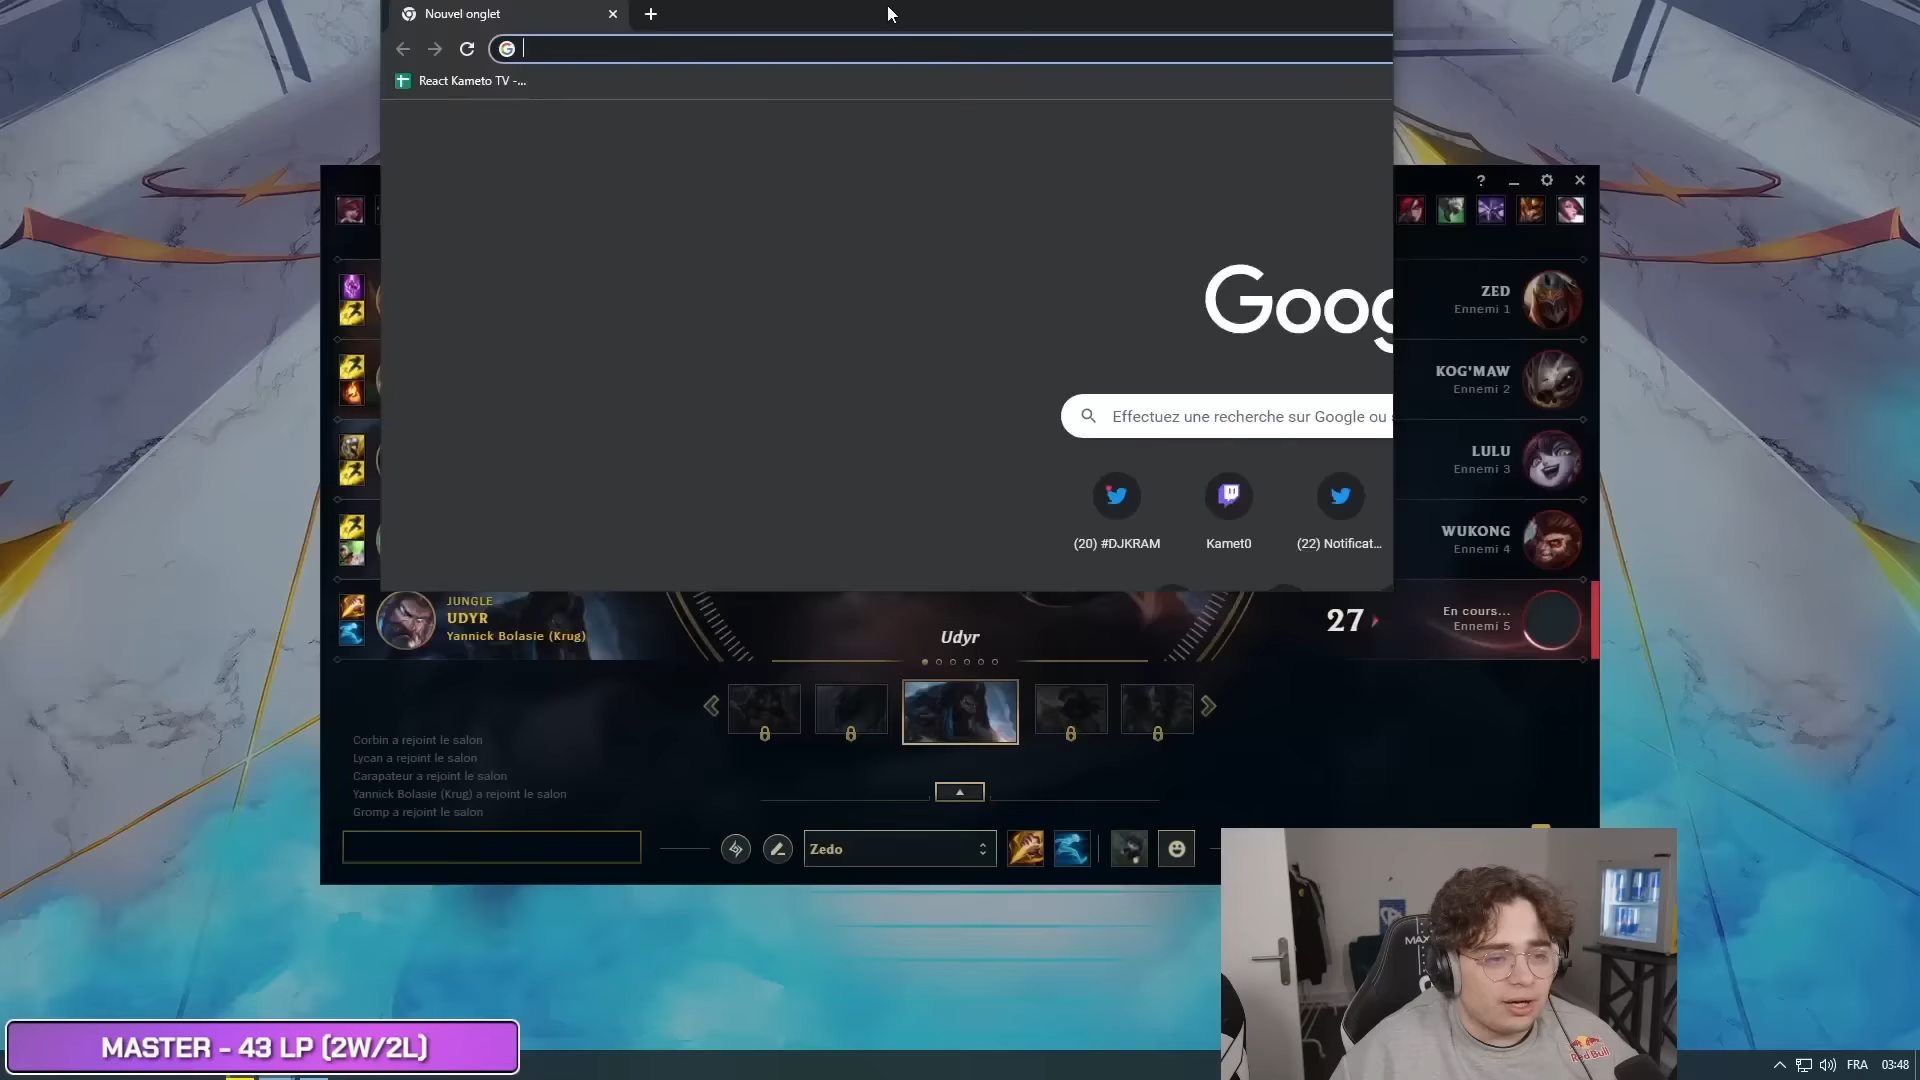 Nouvel onglet
React Kameto TV -...
Goog
Effectuez une recherche sur Google ou s
(20) #DJKRAM
Kamet0
(22) Notificat...
?
ZED
Ennemi 1
KOG'MAW
Ennemi 2
LULU
Ennemi 3
WUKONG
Ennemi 4
JUNGLE
UDYR
Yannick Bolasie (Krug)
Udyr
27
En cours...
Ennemi 5
Corbin a rejoint le salon
Lycan a rejoint le salon
Carapateur a rejoint le salon
Yannick Bolasie (Krug) a rejoint le salon
Gromp a rejoint le salon
Zedo
MAX
Red Bull
MASTER - 43 LP (2W/2L)
FRA
03:48